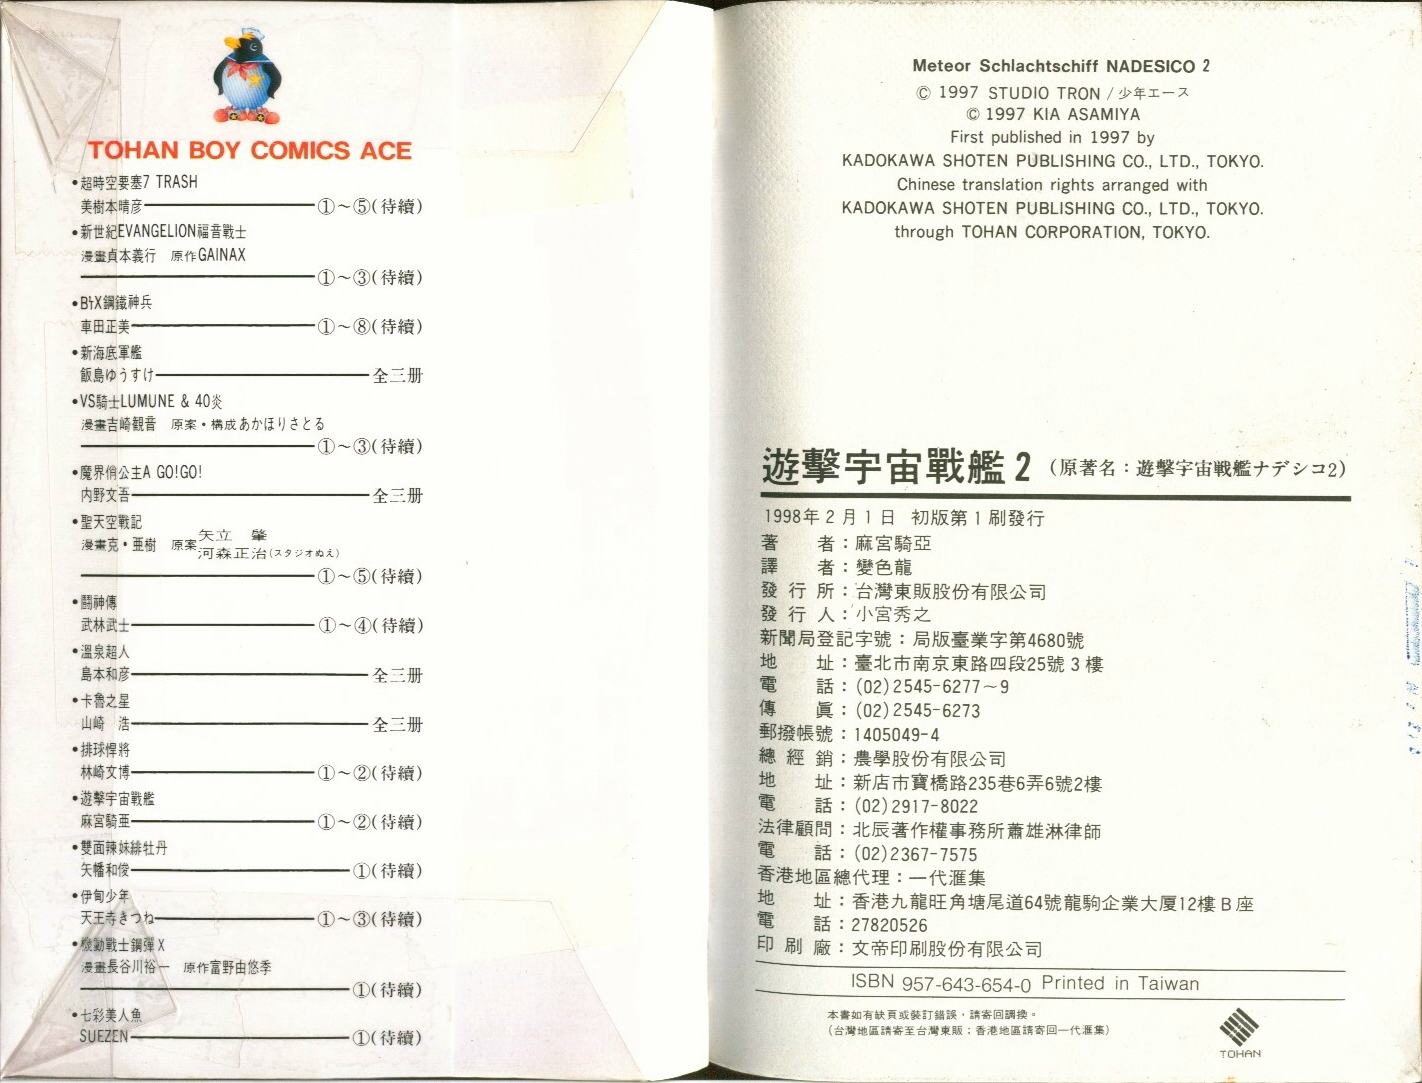 TOHAN BOY COMICS ACE
•超時空要塞7 TRASH
美樹本晴彦 ①～⑤(待續)
•新世紀EVANGELION福音戰士
漫畫貞本義行 原作GAINAX
①～③(待續)
•BｾX鋼鐵神兵
車田正美 ①～⑧(待續)
•新海底軍艦
飯島ゆうすけ 全三册
•VS騎士LUMUNE & 40炎
漫畫吉崎観音 原案・構成あかほりさとる
①～③(待續)
•魔界俏公主A GO!GO!
内野文吾 全三册
•聖天空戰記
漫畫克・亜樹 原案矢立 肇
河森正治(スタジオぬえ)
①～⑤(待續)
•鬪神傳
武林武士 ①～④(待續)
•溫泉超人
島本和彦 全三册
•卡魯之星
山崎 浩 全三册
•排球悍將
林崎文博 ①～②(待續)
•遊擊宇宙戰艦
麻宮騎亜 ①～②(待續)
•雙面辣妹緋牡丹
矢幡和俊 ①(待續)
•伊甸少年
天王寺きつね ①～③(待續)
•機動戰士鋼彈X
漫畫長谷川裕一 原作富野由悠季
①(待續)
•七彩美人魚
SUEZEN ①(待續)
Meteor Schlachtschiff NADESICO 2
© 1997 STUDIO TRON / 少年エース
© 1997 KIA ASAMIYA
First published in 1997 by
KADOKAWA SHOTEN PUBLISHING CO., LTD., TOKYO.
Chinese translation rights arranged with
KADOKAWA SHOTEN PUBLISHING CO., LTD., TOKYO.
through TOHAN CORPORATION, TOKYO.
遊擊宇宙戰艦2 (原著名：遊擊宇宙戦艦ナデシコ2)
1998年2月1日 初版第1刷發行
著 者：麻宮騎亞
譯 者：變色龍
發 行 所：台灣東販股份有限公司
發 行 人：小宮秀之
新聞局登記字號：局版臺業字第4680號
地 址：臺北市南京東路四段25號3樓
電 話：(02)2545-6277～9
傳 眞：(02)2545-6273
郵撥帳號：1405049-4
總 經 銷：農學股份有限公司
地 址：新店市寶橋路235巷6弄6號2樓
電 話：(02)2917-8022
法律顧問：北辰著作權事務所蕭雄淋律師
電 話：(02)2367-7575
香港地區總代理：一代滙集
地 址：香港九龍旺角塘尾道64號龍駒企業大厦12樓B座
電 話：27820526
印 刷 廠：文帝印刷股份有限公司
ISBN 957-643-654-0 Printed in Taiwan
本書如有缺頁或裝訂錯誤，請寄回調換。
(台灣地區請寄至台灣東販；香港地區請寄回一代滙集)
TOHAN